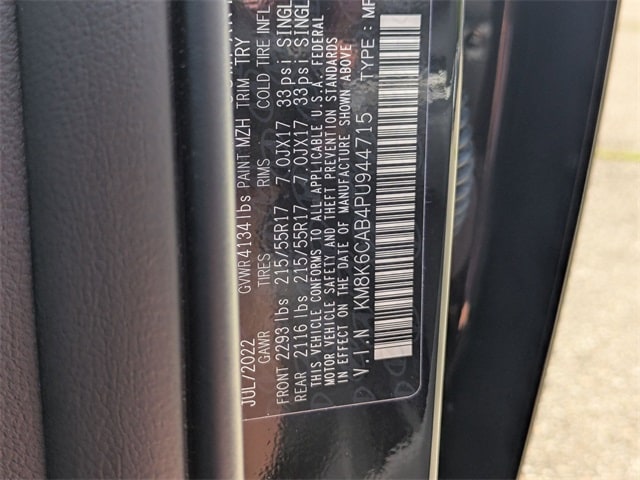 JUL/2022 GVWR 4134 lbs PAINT MZH TRIM TRY
GAWR TIRES RIMS COLD TIRE INFL
FRONT 2293 lbs 215/55R17 7.0JX17 33psi SINGL
REAR 2116 lbs 215/55R17 7.0JX17 33psi SINGL
THIS VEHICLE CONFORMS TO ALL APPLICABLE U.S.A. FEDERAL
MOTOR VEHICLE SAFETY AND THEFT PREVENTION STANDARDS
IN EFFECT ON THE DATE OF MANUFACTURE SHOWN ABOVE
V.I.N KM8K6CAB4PU944715 TYPE : MP